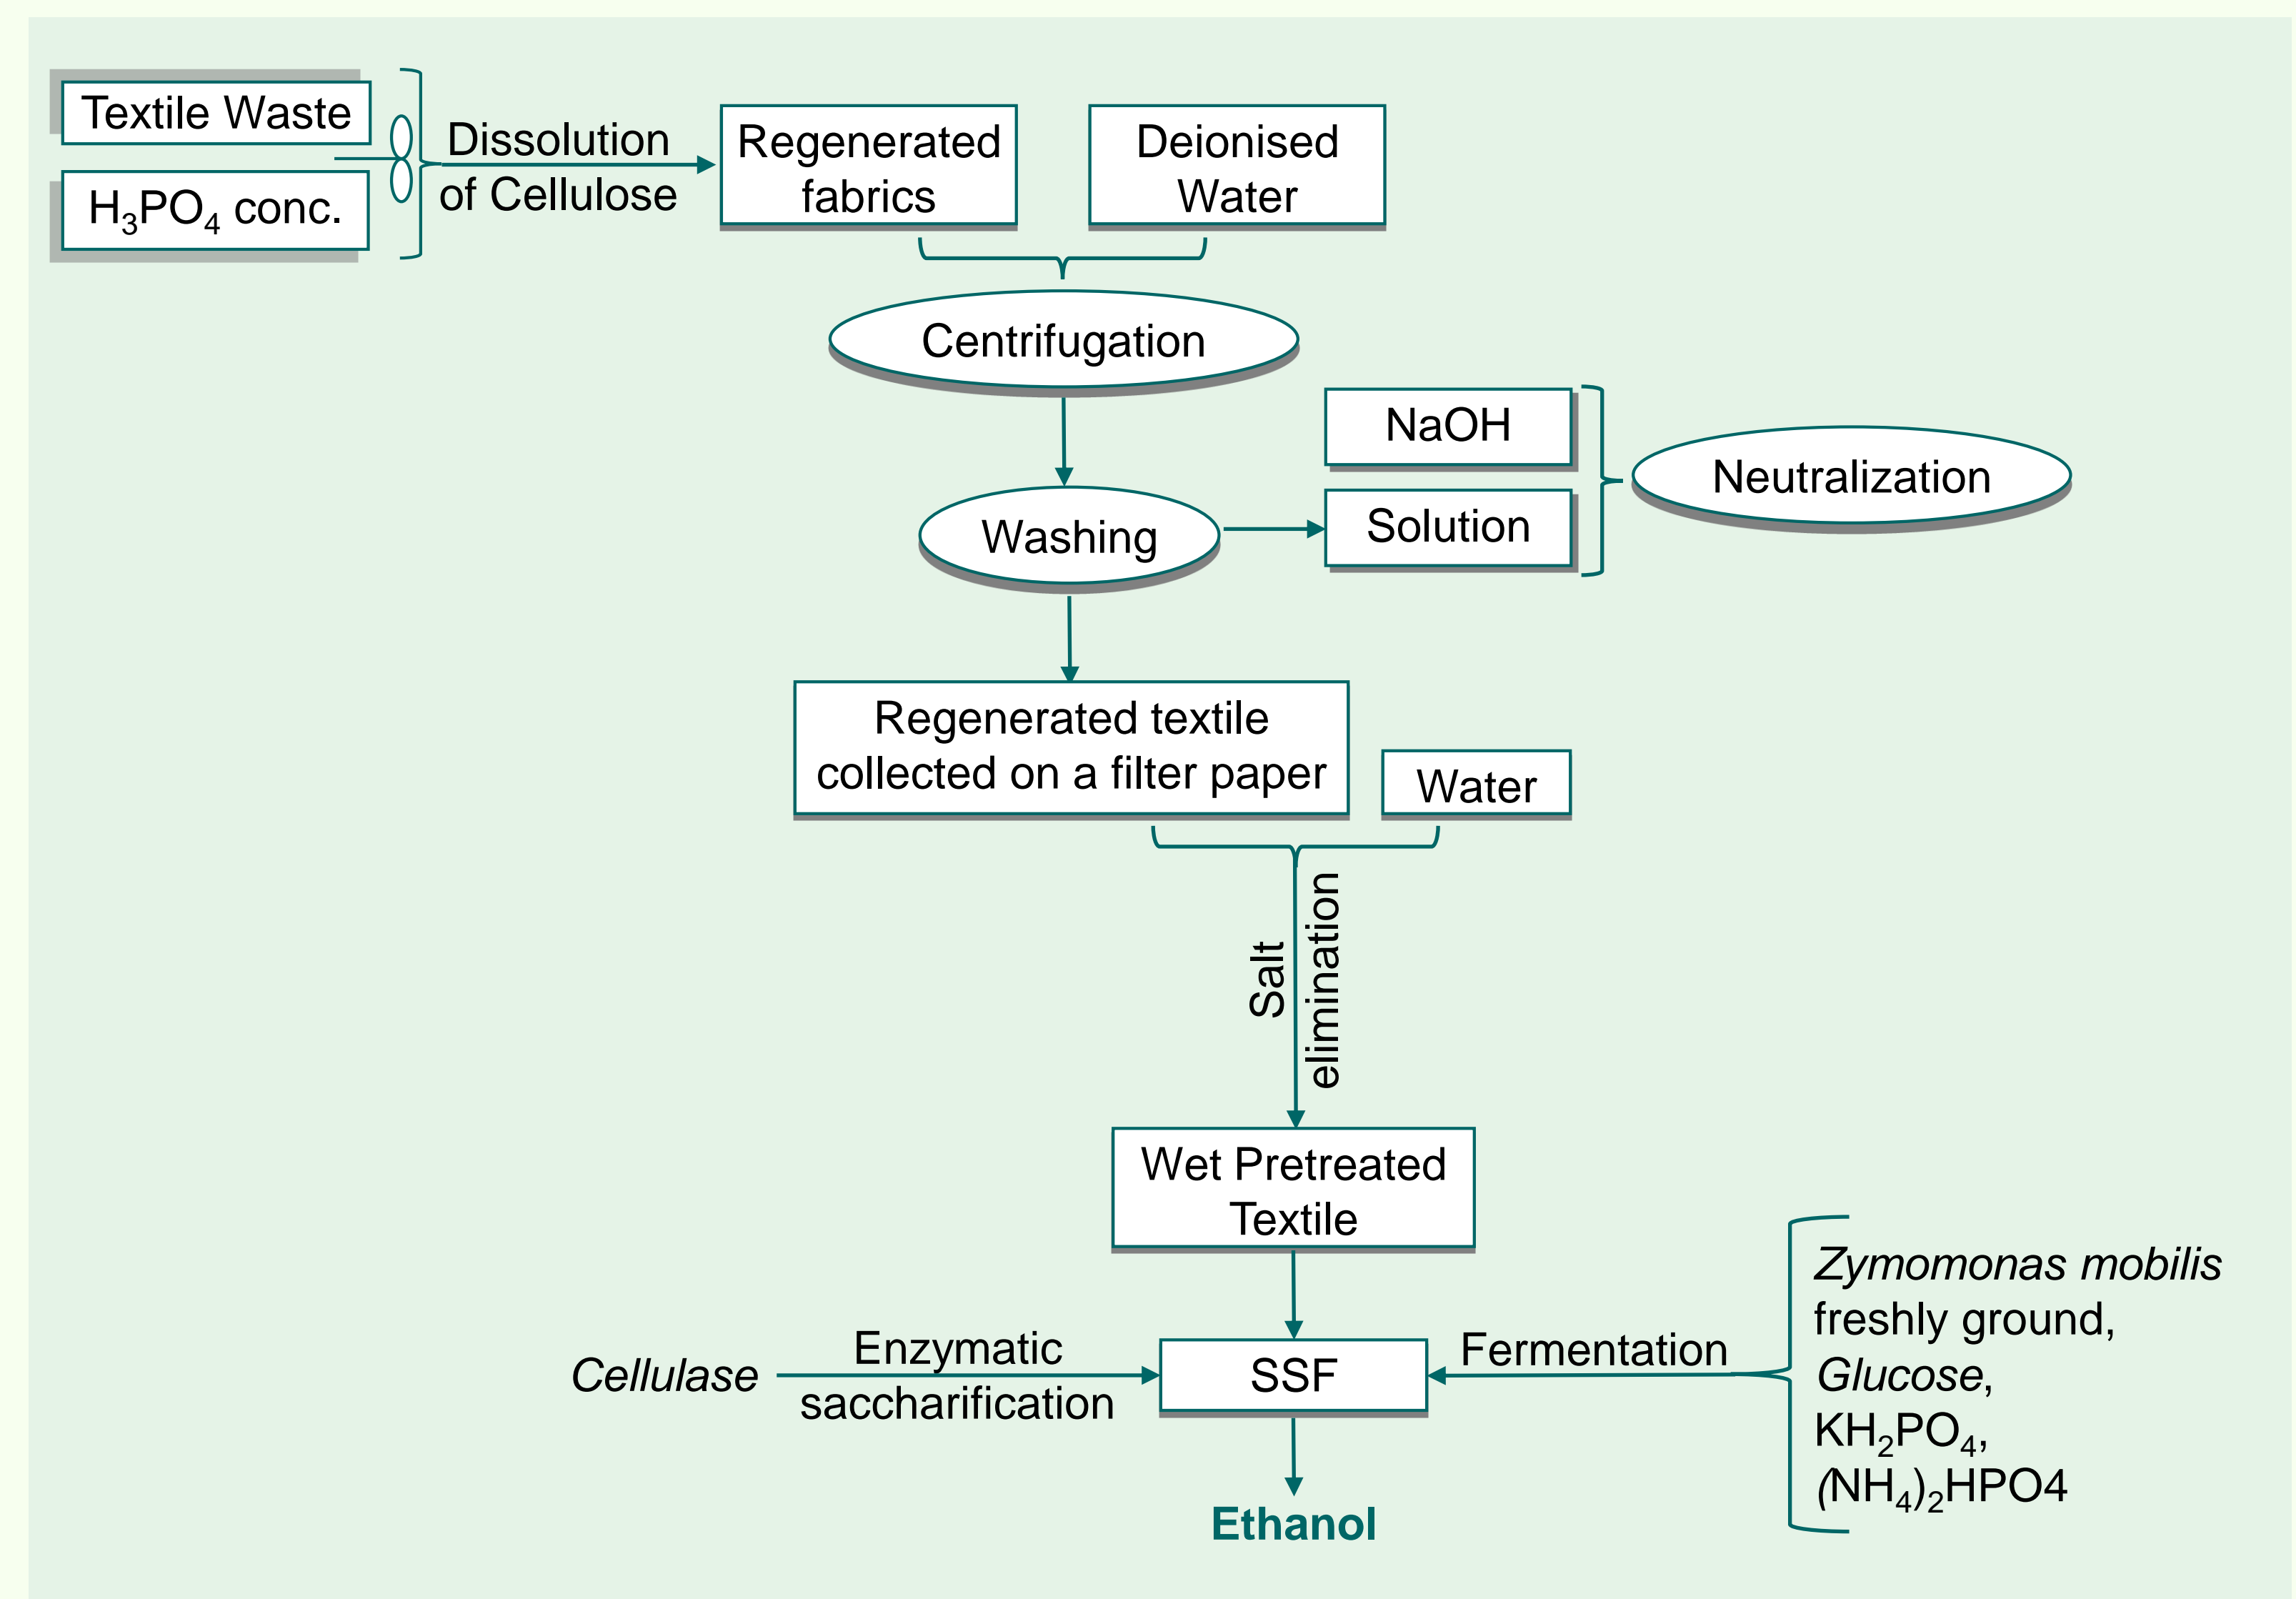 Textile Waste
H₃PO₄ conc.
Dissolution
of Cellulose
Regenerated
fabrics
Deionised
Water
Centrifugation
NaOH
Neutralization
Washing
Solution
Regenerated textile
collected on a filter paper
Water
Salt
elimination
Wet Pretreated
Textile
Cellulase
Enzymatic
saccharification
SSF
Fermentation
Zymomonas mobilis
freshly ground,
Glucose,
KH₂PO₄,
(NH₄)₂HPO4
Ethanol